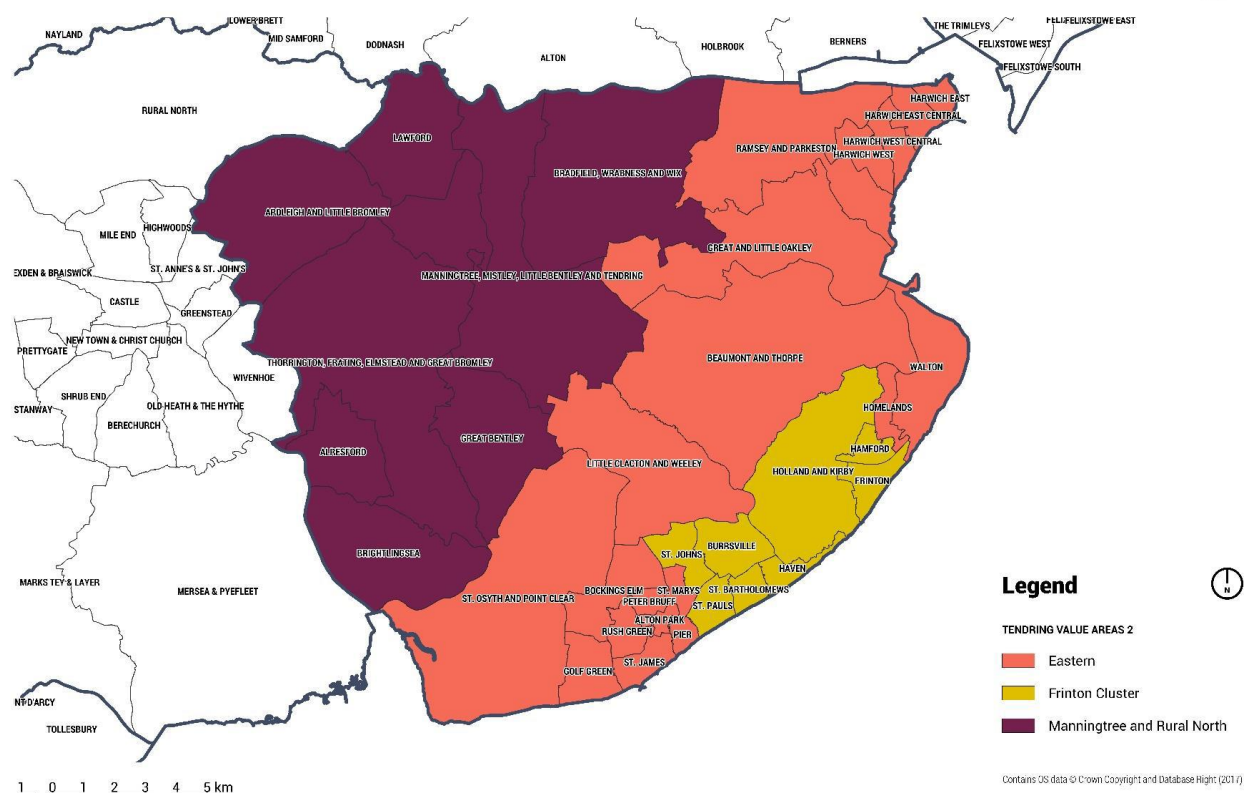 LOWER BRETT
THE TRIMLEYS
FELIXSTOWE EAST
NAYLAND
MID SAMFORD
DODNASH
HOLBROOK
BERNERS
FELIXSTOWE WEST
ALTON
FELIXSTOWE SOUTH
RURAL NORTH
HARWICH EAST
HARWICH EAST CENTRAL
LAWFORD
HARWICH WEST CENTRAL
RAMSEY AND PARKESTON
HARWICH WEST
BRADFIELD, WRABNESS AND WIX
ARDLEIGH AND LITTLE BROMLEY
HIGHWOODS
MILE END
GREAT AND LITTLE OAKLEY
EXDEN & BRAISWICK
ST. ANNE'S & ST. JOHN'S
MANNINGTREE, MISTLEY, LITTLE BENTLEY AND TENDRING
CASTLE
GREENSTEAD
NEW TOWN & CHRIST CHURCH
PRETTYGATE
BEAUMONT AND THORPE
THORRINGTON, FRATING, ELMSTEAD AND GREAT BROMLEY
WALTON
WIVENHOE
SHRUB END
OLD HEATH & THE HYTHE
STANWAY
HOMELANDS
BERECHURCH
GREAT BENTLEY
ALRESFORD
HAMFORD
LITTLE CLACTON AND WEELEY
HOLLAND AND KIRBY
FRINTON
BURRSVILLE
BRIGHTLINGSEA
ST. JOHNS
HAVEN
MARKS TEY & LAYER
MERSEA & PYEFLEET
BOCKINGS ELM
ST. MARYS
ST. BARTHOLOMEWS
ST. OSYTH AND POINT CLEAR
PETER BRUFF
ST. PAULS
ALTON PARK
RUSH GREEN
PIER
ST. JAMES
GOLF GREEN
NT D'ARCY
TOLLESBURY
1 0 1 2 3 4 5 km
Legend
N
TENDRING VALUE AREAS 2
Eastern
Frinton Cluster
Manningtree and Rural North
Contains OS data © Crown Copyright and Database Right (2017)